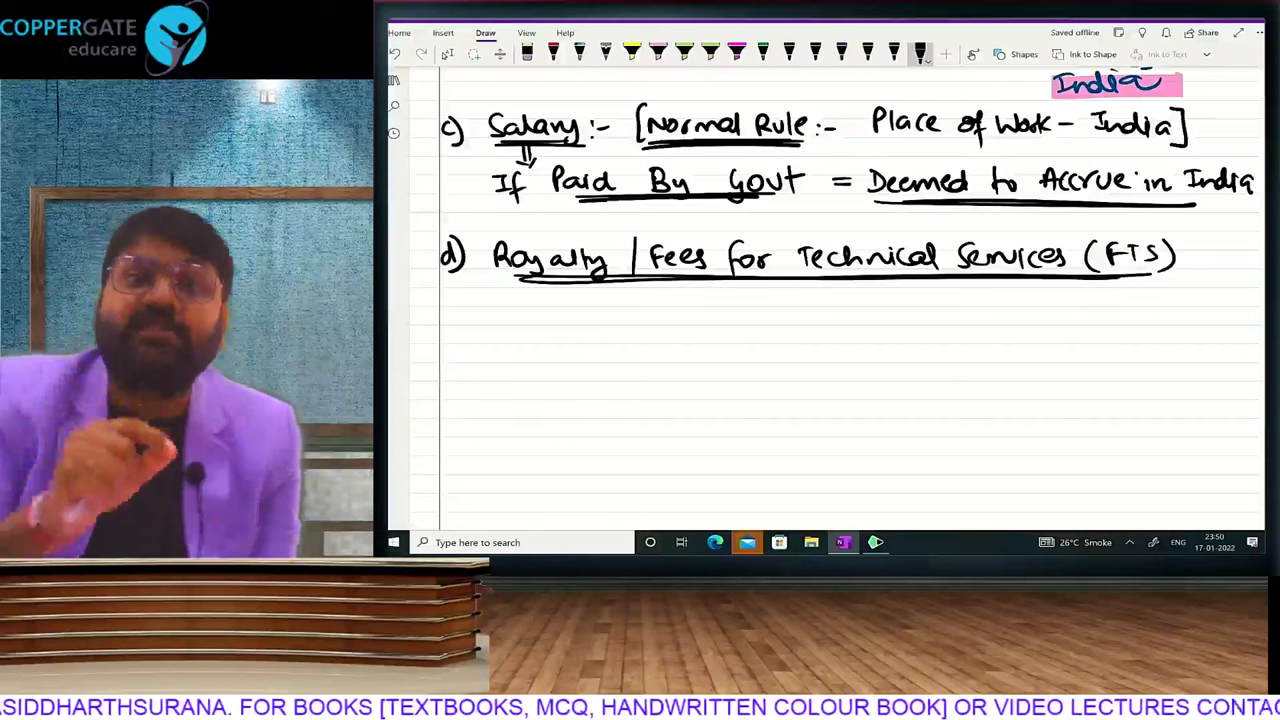 COPPERGATE
educare
Home Insert Draw View Help
Saved offline
Share
Shapes
Ink to Shape
Ink to Text
India
c) Salary :- [Normal Rule :- Place of Work - India]
If Paid By Govt = Deemed to Accrue in India
d) Royalty | Fees for Technical Services (FTS)
Type here to search
26°C Smoke
ENG
23:50
17-01-2022
ASIDDHARTHSURANA. FOR BOOKS [TEXTBOOKS, MCQ, HANDWRITTEN COLOUR BOOK] OR VIDEO LECTURES CONTAC